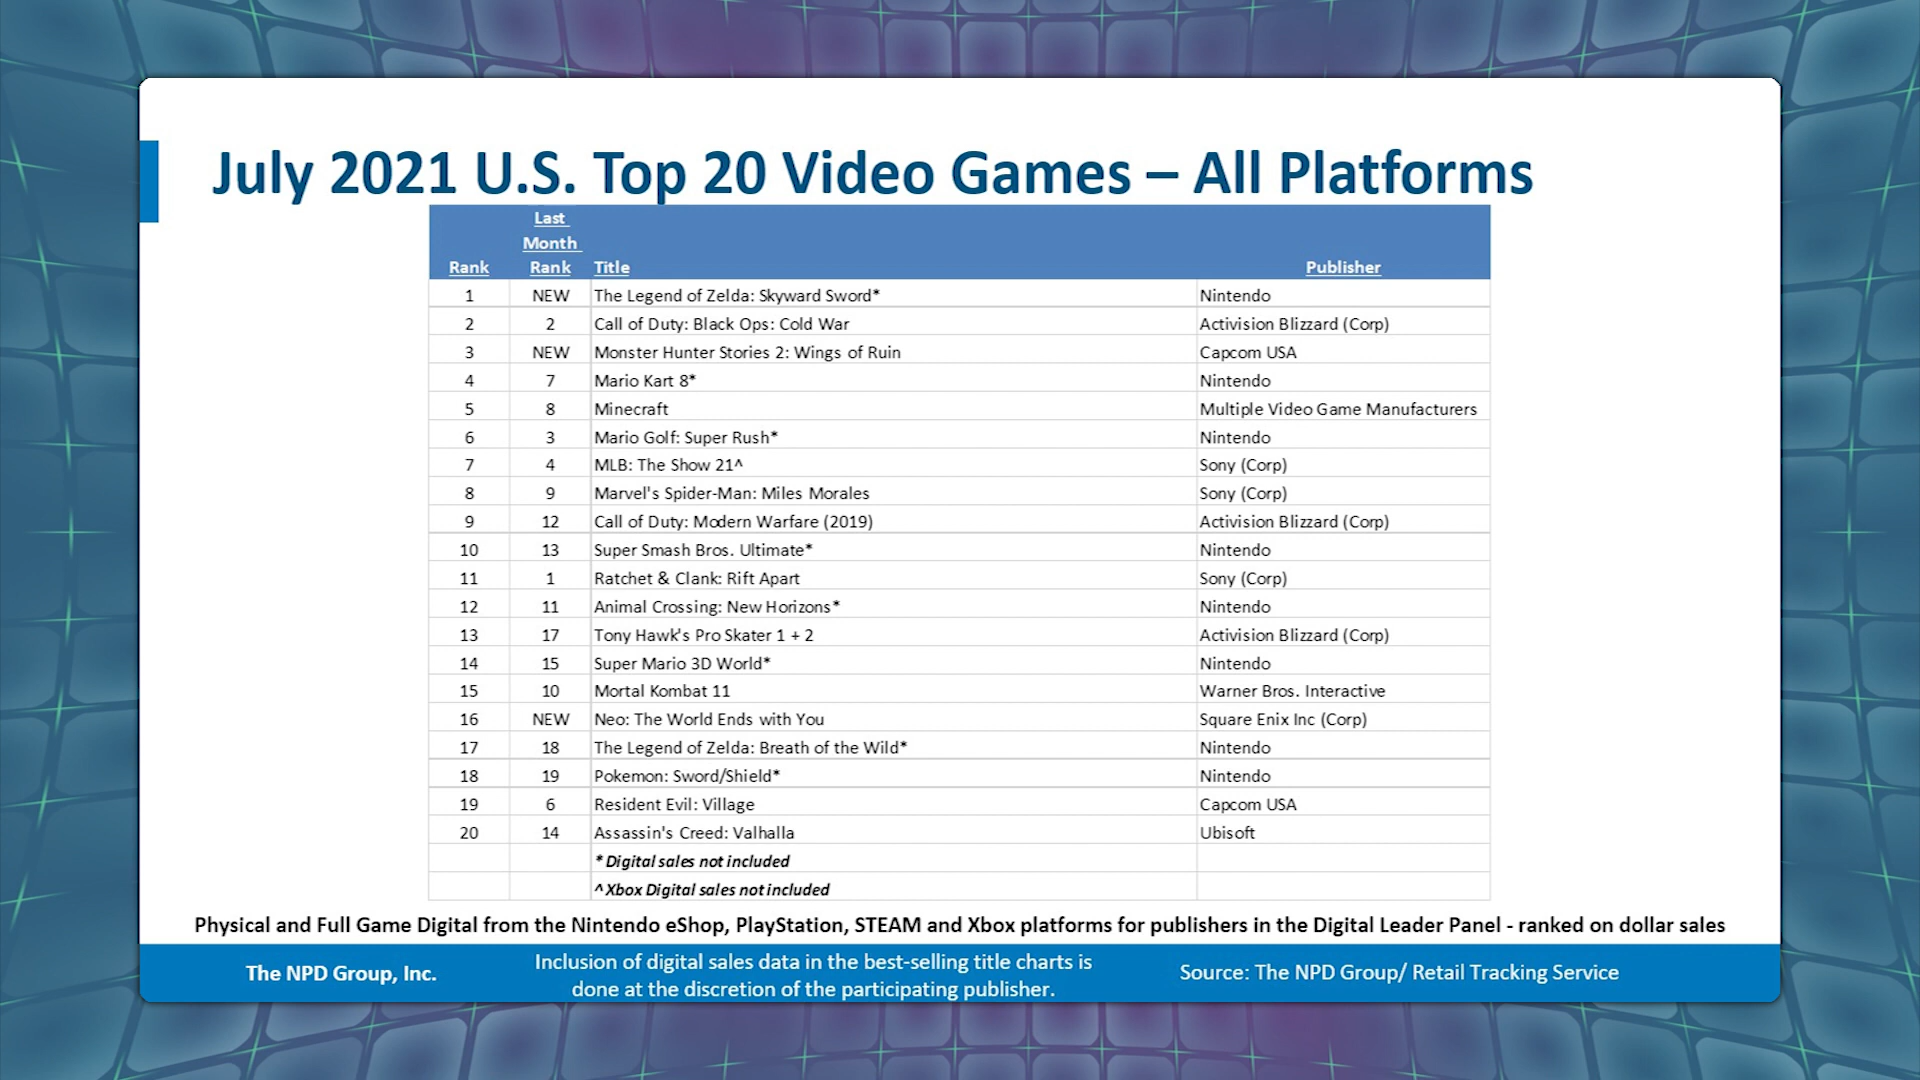 July 2021 U.S. Top 20 Video Games – All Platforms
Rank Last Month Rank Title Publisher
1 NEW The Legend of Zelda: Skyward Sword* Nintendo
2 2 Call of Duty: Black Ops: Cold War Activision Blizzard (Corp)
3 NEW Monster Hunter Stories 2: Wings of Ruin Capcom USA
4 7 Mario Kart 8* Nintendo
5 8 Minecraft Multiple Video Game Manufacturers
6 3 Mario Golf: Super Rush* Nintendo
7 4 MLB: The Show 21^ Sony (Corp)
8 9 Marvel's Spider-Man: Miles Morales Sony (Corp)
9 12 Call of Duty: Modern Warfare (2019) Activision Blizzard (Corp)
10 13 Super Smash Bros. Ultimate* Nintendo
11 1 Ratchet & Clank: Rift Apart Sony (Corp)
12 11 Animal Crossing: New Horizons* Nintendo
13 17 Tony Hawk's Pro Skater 1 + 2 Activision Blizzard (Corp)
14 15 Super Mario 3D World* Nintendo
15 10 Mortal Kombat 11 Warner Bros. Interactive
16 NEW Neo: The World Ends with You Square Enix Inc (Corp)
17 18 The Legend of Zelda: Breath of the Wild* Nintendo
18 19 Pokemon: Sword/Shield* Nintendo
19 6 Resident Evil: Village Capcom USA
20 14 Assassin's Creed: Valhalla Ubisoft
* Digital sales not included
^ Xbox Digital sales not included
Physical and Full Game Digital from the Nintendo eShop, PlayStation, STEAM and Xbox platforms for publishers in the Digital Leader Panel - ranked on dollar sales
The NPD Group, Inc.
Inclusion of digital sales data in the best-selling title charts is
done at the discretion of the participating publisher.
Source: The NPD Group/ Retail Tracking Service